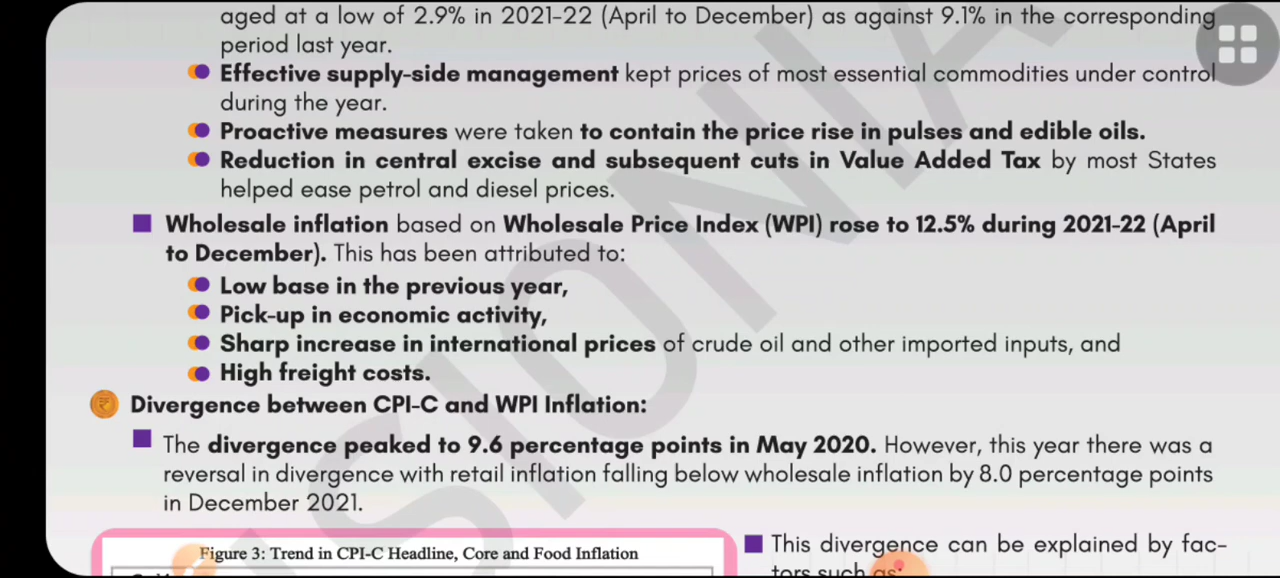 aged at a low of 2.9% in 2021-22 (April to December) as against 9.1% in the corresponding
period last year.
Effective supply-side management kept prices of most essential commodities under control
during the year.
Proactive measures were taken to contain the price rise in pulses and edible oils.
Reduction in central excise and subsequent cuts in Value Added Tax by most States
helped ease petrol and diesel prices.
Wholesale inflation based on Wholesale Price Index (WPI) rose to 12.5% during 2021-22 (April
to December). This has been attributed to:
Low base in the previous year,
Pick-up in economic activity,
Sharp increase in international prices of crude oil and other imported inputs, and
High freight costs.
Divergence between CPI-C and WPI Inflation:
The divergence peaked to 9.6 percentage points in May 2020. However, this year there was a
reversal in divergence with retail inflation falling below wholesale inflation by 8.0 percentage points
in December 2021.
Figure 3: Trend in CPI-C Headline, Core and Food Inflation
This divergence can be explained by fac-
tors such as: